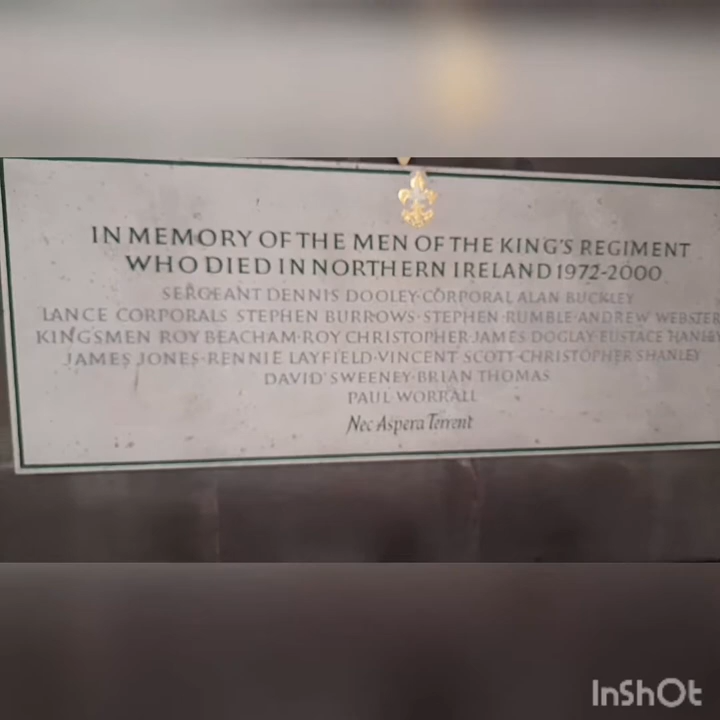 IN MEMORY OF THE MEN OF THE KING'S REGIMENT
WHO DIED IN NORTHERN IRELAND 1972-2000
SERGEANT DENNIS DOOLEY·CORPORAL ALAN BUCKLEY
LANCE CORPORALS STEPHEN BURROWS·STEPHEN RUMBLE·ANDREW WEBSTER
KINGSMEN ROY BEACHAM·ROY CHRISTOPHER·JAMES DOGLAY·EUSTACE HANLEY
JAMES JONES·RENNIE LAYFIELD·VINCENT SCOTT·CHRISTOPHER SHANLEY
DAVID SWEENEY·BRIAN THOMAS
PAUL WORRALL
Nec Aspera Terrent
InShOt